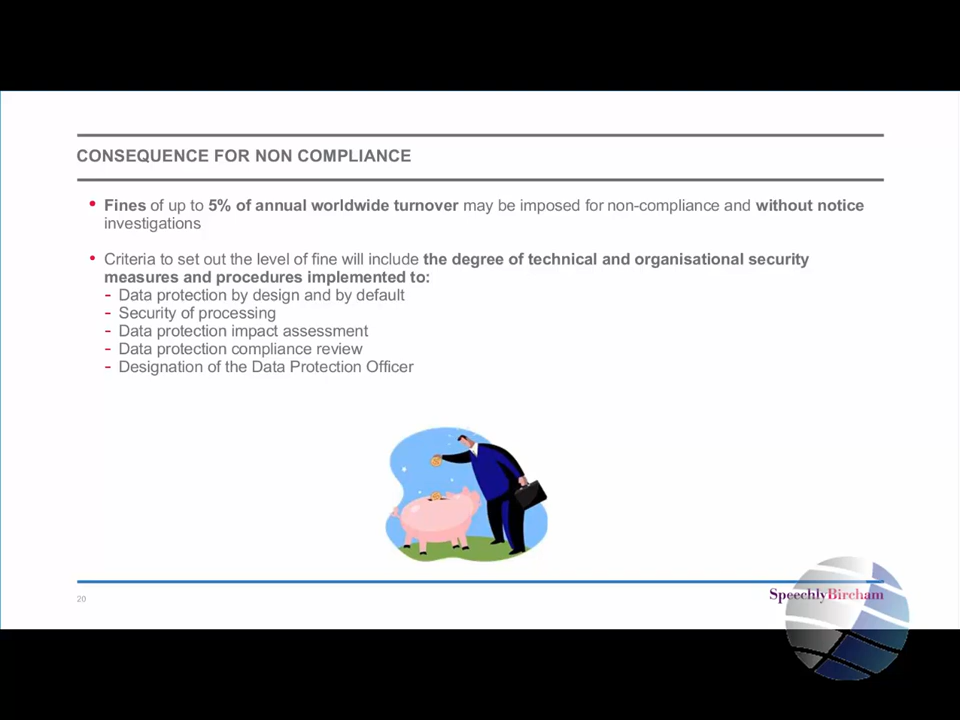 CONSEQUENCE FOR NON COMPLIANCE
• Fines of up to 5% of annual worldwide turnover may be imposed for non-compliance and without notice
investigations
• Criteria to set out the level of fine will include the degree of technical and organisational security
measures and procedures implemented to:
- Data protection by design and by default
- Security of processing
- Data protection impact assessment
- Data protection compliance review
- Designation of the Data Protection Officer
20
SpeechlyBircham